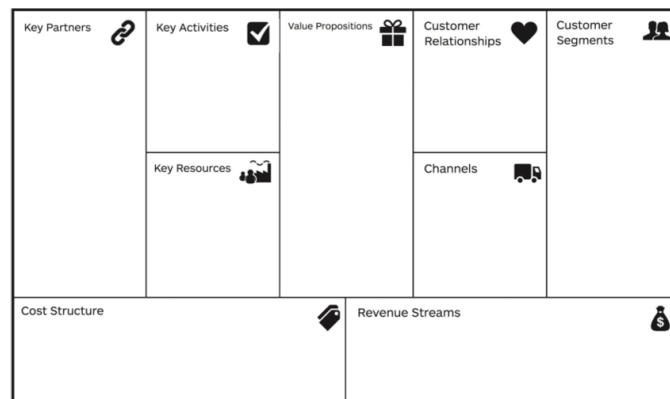 Key Partners
Key Activities
Value Propositions
Customer
Relationships
Customer
Segments
Key Resources
Channels
Cost Structure
Revenue Streams
$